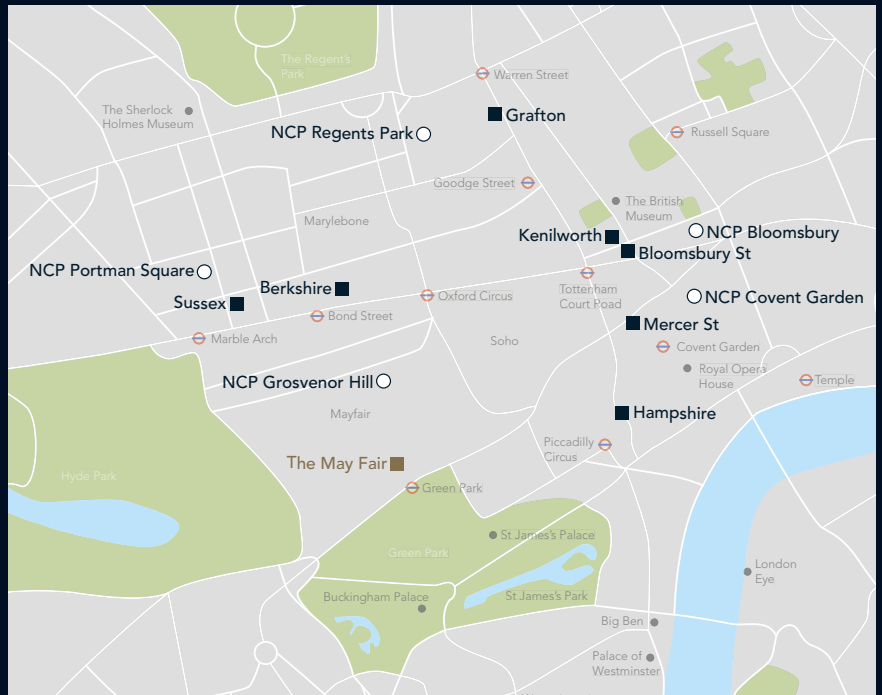 The Regent's
Park
Warren Street
The Sherlock
Holmes Museum
Grafton
NCP Regents Park
Russell Square
Goodge Street
The British
Museum
Marylebone
Kenilworth
NCP Bloomsbury
Bloomsbury St
NCP Portman Square
Berkshire
Tottenham
Court Road
Oxford Circus
NCP Covent Garden
Sussex
Bond Street
Mercer St
Marble Arch
Soho
Covent Garden
Royal Opera
House
NCP Grosvenor Hill
Temple
Mayfair
Hampshire
Piccadilly
Circus
The May Fair
Hyde Park
Green Park
St James's Palace
Green Park
London
Eye
Buckingham Palace
St James's Park
Big Ben
Palace of
Westminster